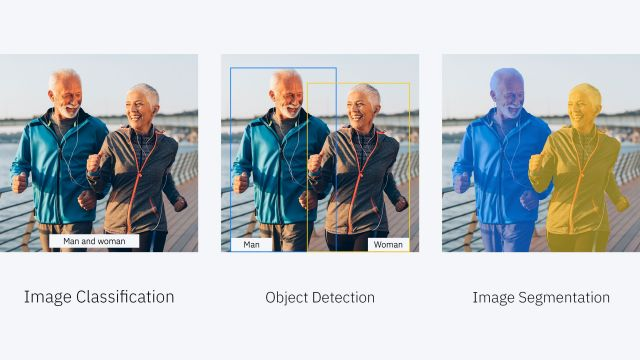 Man and woman
Man
Woman
Image Classification
Object Detection
Image Segmentation